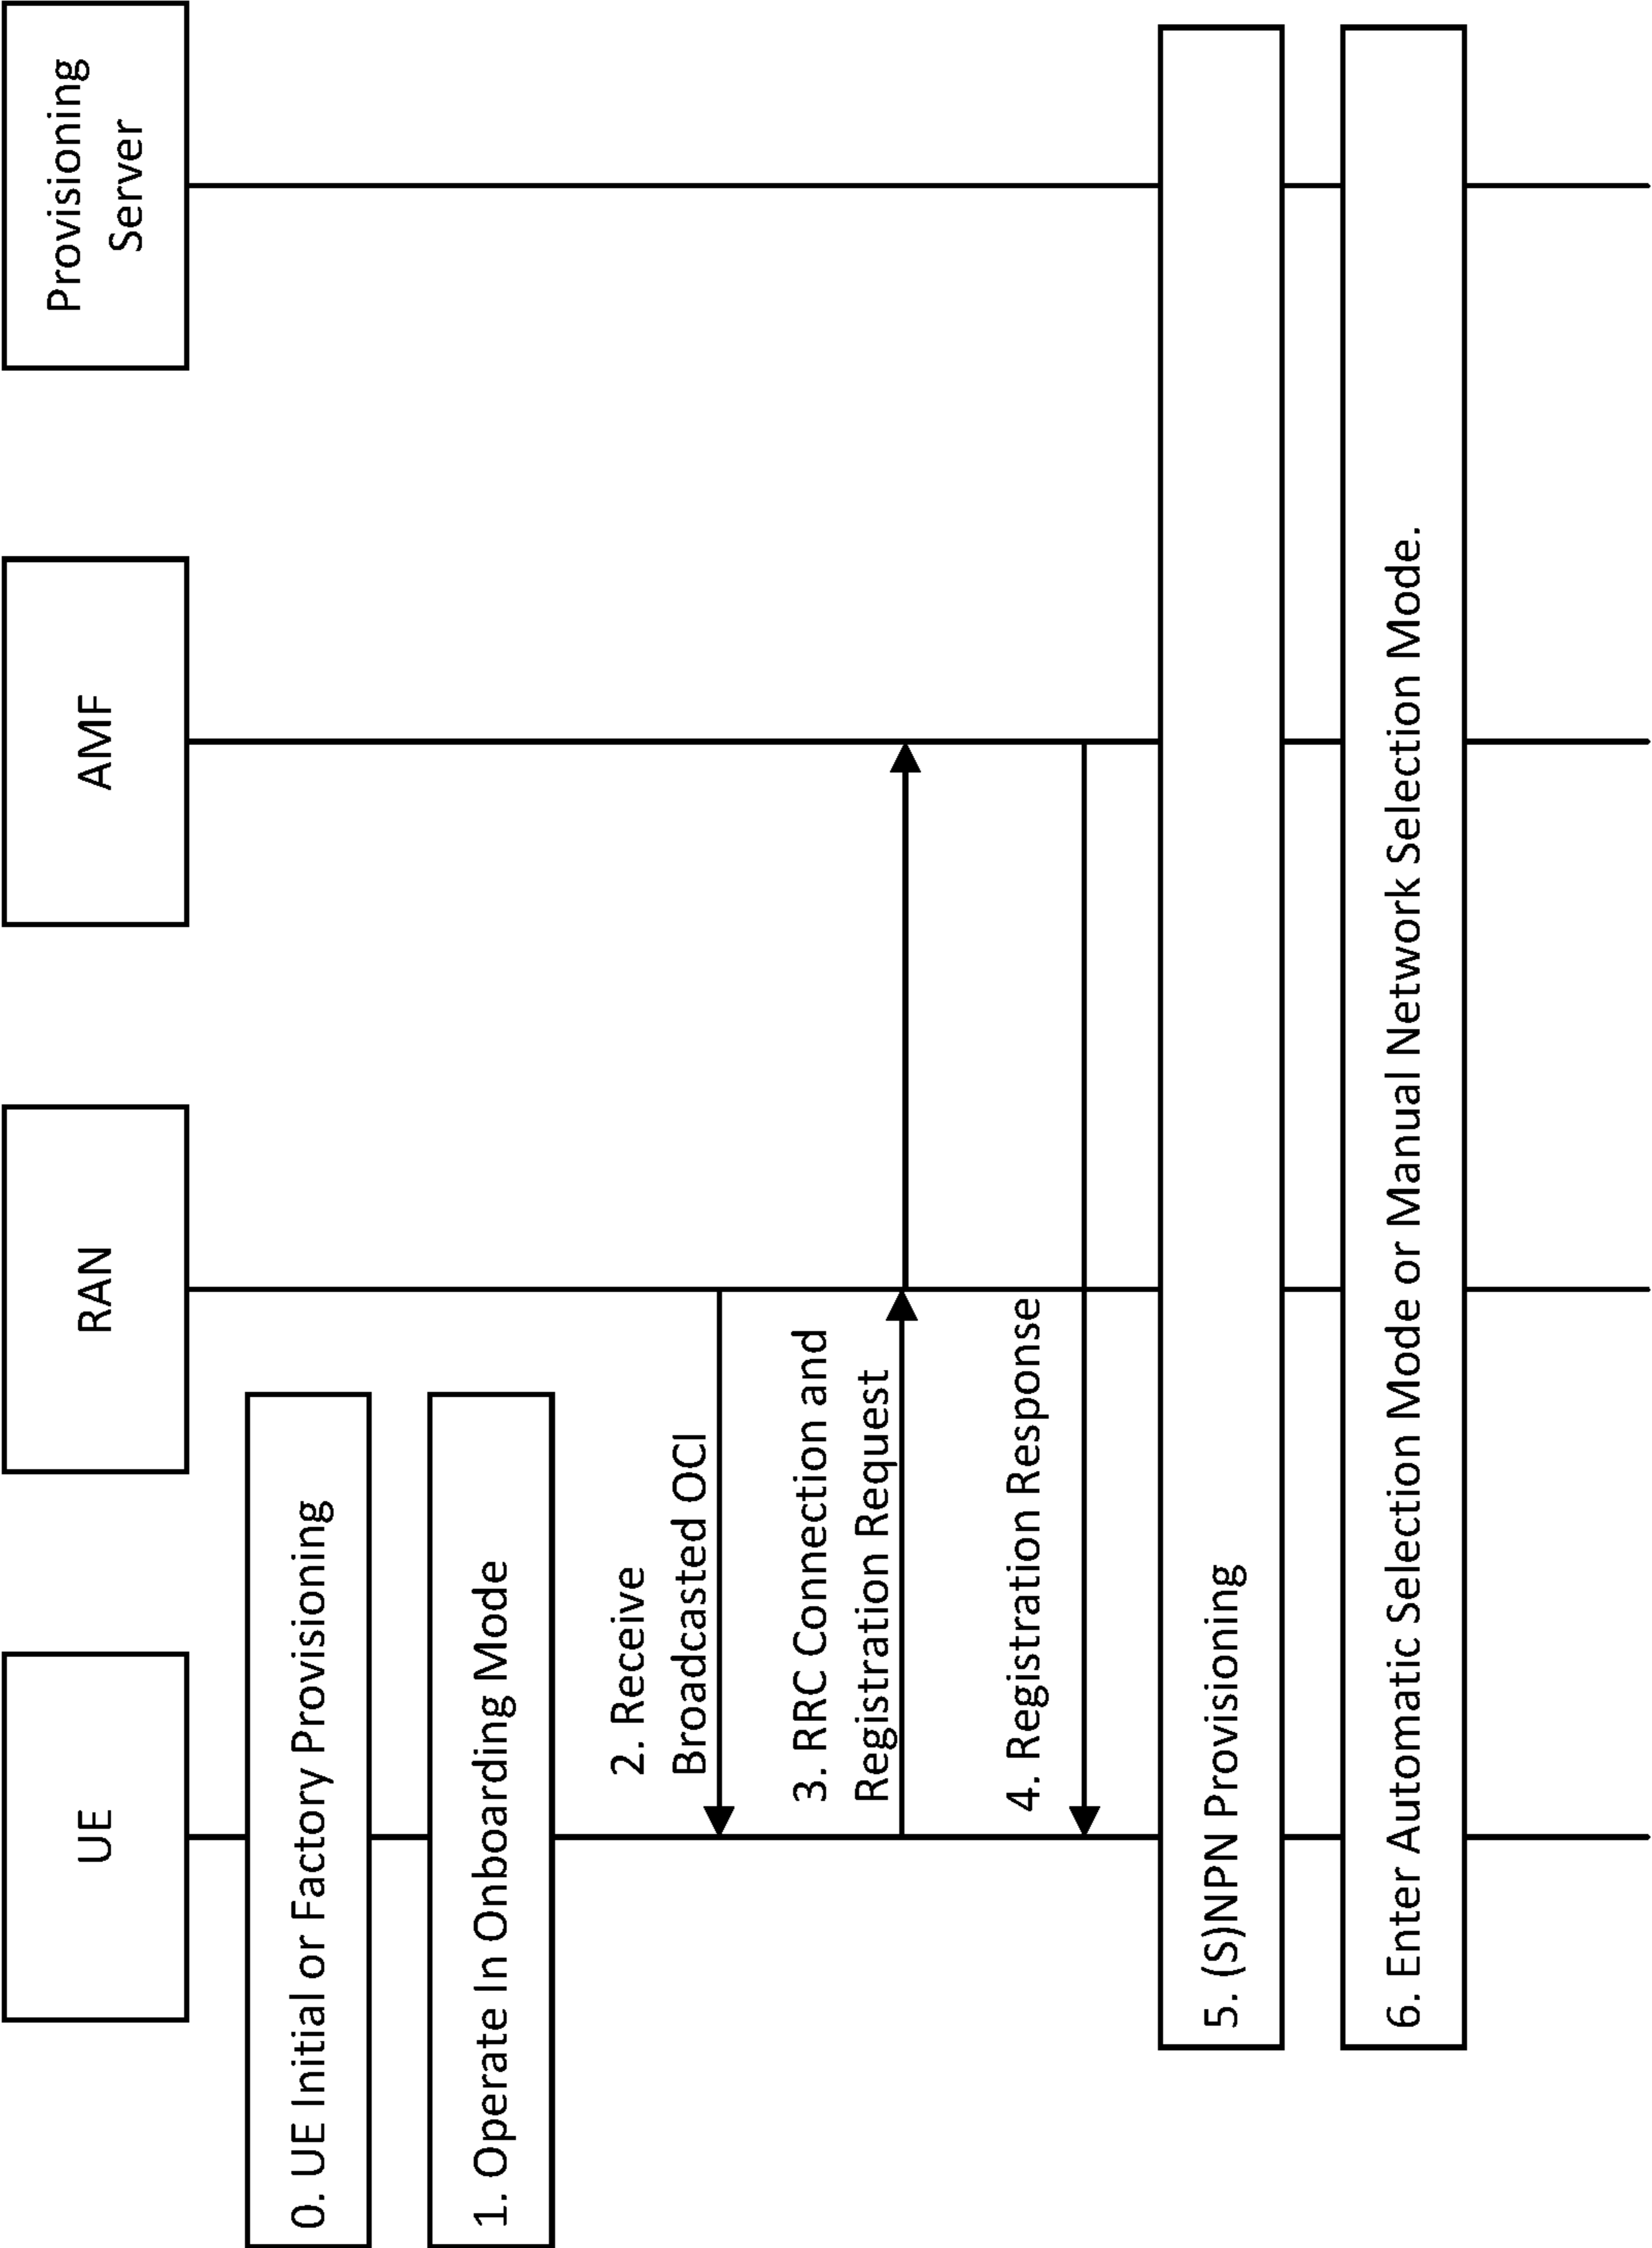 UE
RAN
AMF
Provisioning
Server
0. UE Initial or Factory Provisioning
1. Operate In Onboarding Mode
2. Receive
Broadcasted OCI
3. RRC Connection and
Registration Request
4. Registration Response
5. (S)NPN Provisioning
6. Enter Automatic Selection Mode or Manual Network Selection Mode.